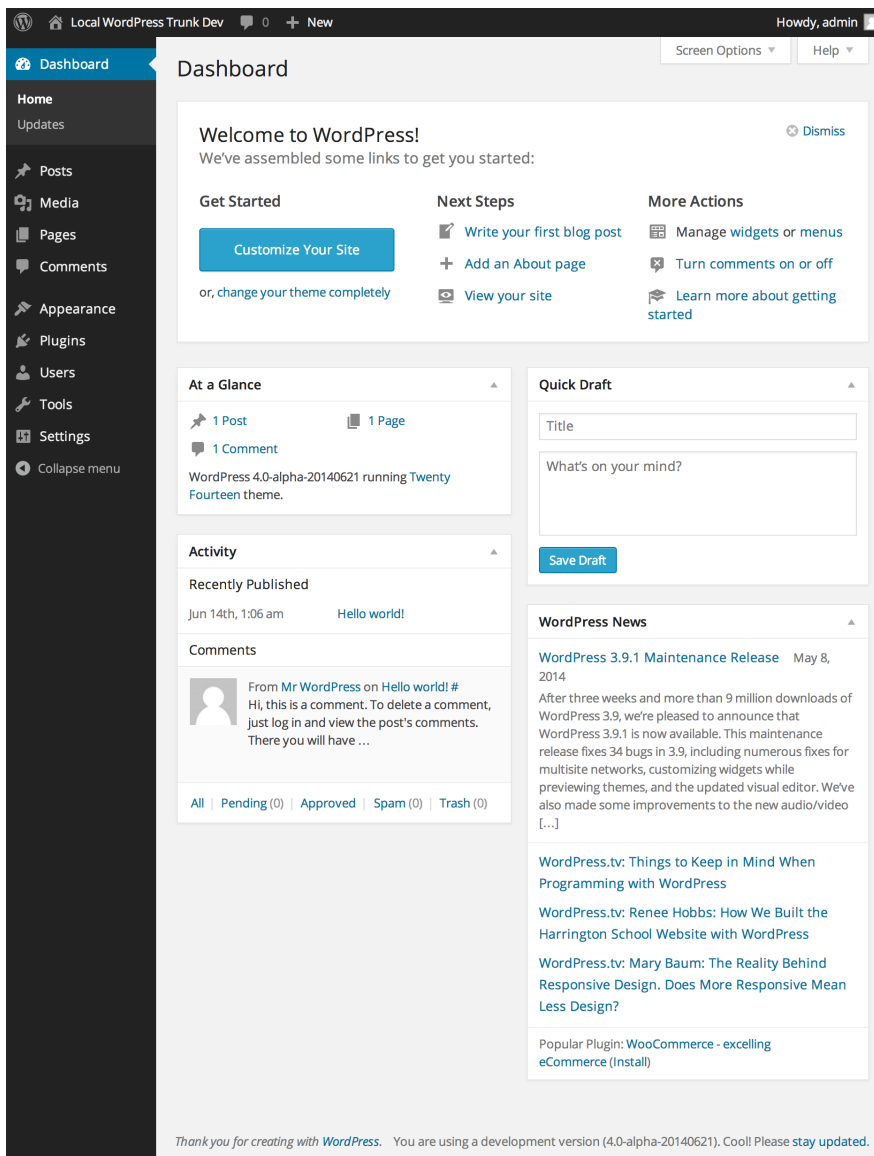 Local WordPress Trunk Dev 0 New Howdy, admin
Screen Options Help
Dashboard
Home
Updates
Posts
Media
Pages
Comments
Appearance
Plugins
Users
Tools
Settings
Collapse menu
Dashboard
Welcome to WordPress!
Dismiss
We've assembled some links to get you started:
Get Started
Customize Your Site
or, change your theme completely
Next Steps
Write your first blog post
Add an About page
View your site
More Actions
Manage widgets or menus
Turn comments on or off
Learn more about getting
started
At a Glance
1 Post 1 Page
1 Comment
WordPress 4.0-alpha-20140621 running Twenty
Fourteen theme.
Activity
Recently Published
Jun 14th, 1:06 am Hello world!
Comments
From Mr WordPress on Hello world! #
Hi, this is a comment. To delete a comment,
just log in and view the post's comments.
There you will have …
All | Pending (0) | Approved | Spam (0) | Trash (0)
Quick Draft
Title
What's on your mind?
Save Draft
WordPress News
WordPress 3.9.1 Maintenance Release May 8,
2014
After three weeks and more than 9 million downloads of
WordPress 3.9, we're pleased to announce that
WordPress 3.9.1 is now available. This maintenance
release fixes 34 bugs in 3.9, including numerous fixes for
multisite networks, customizing widgets while
previewing themes, and the updated visual editor. We've
also made some improvements to the new audio/video
[…]
WordPress.tv: Things to Keep in Mind When
Programming with WordPress
WordPress.tv: Renee Hobbs: How We Built the
Harrington School Website with WordPress
WordPress.tv: Mary Baum: The Reality Behind
Responsive Design. Does More Responsive Mean
Less Design?
Popular Plugin: WooCommerce - excelling
eCommerce (Install)
Thank you for creating with WordPress. You are using a development version (4.0-alpha-20140621). Cool! Please stay updated.